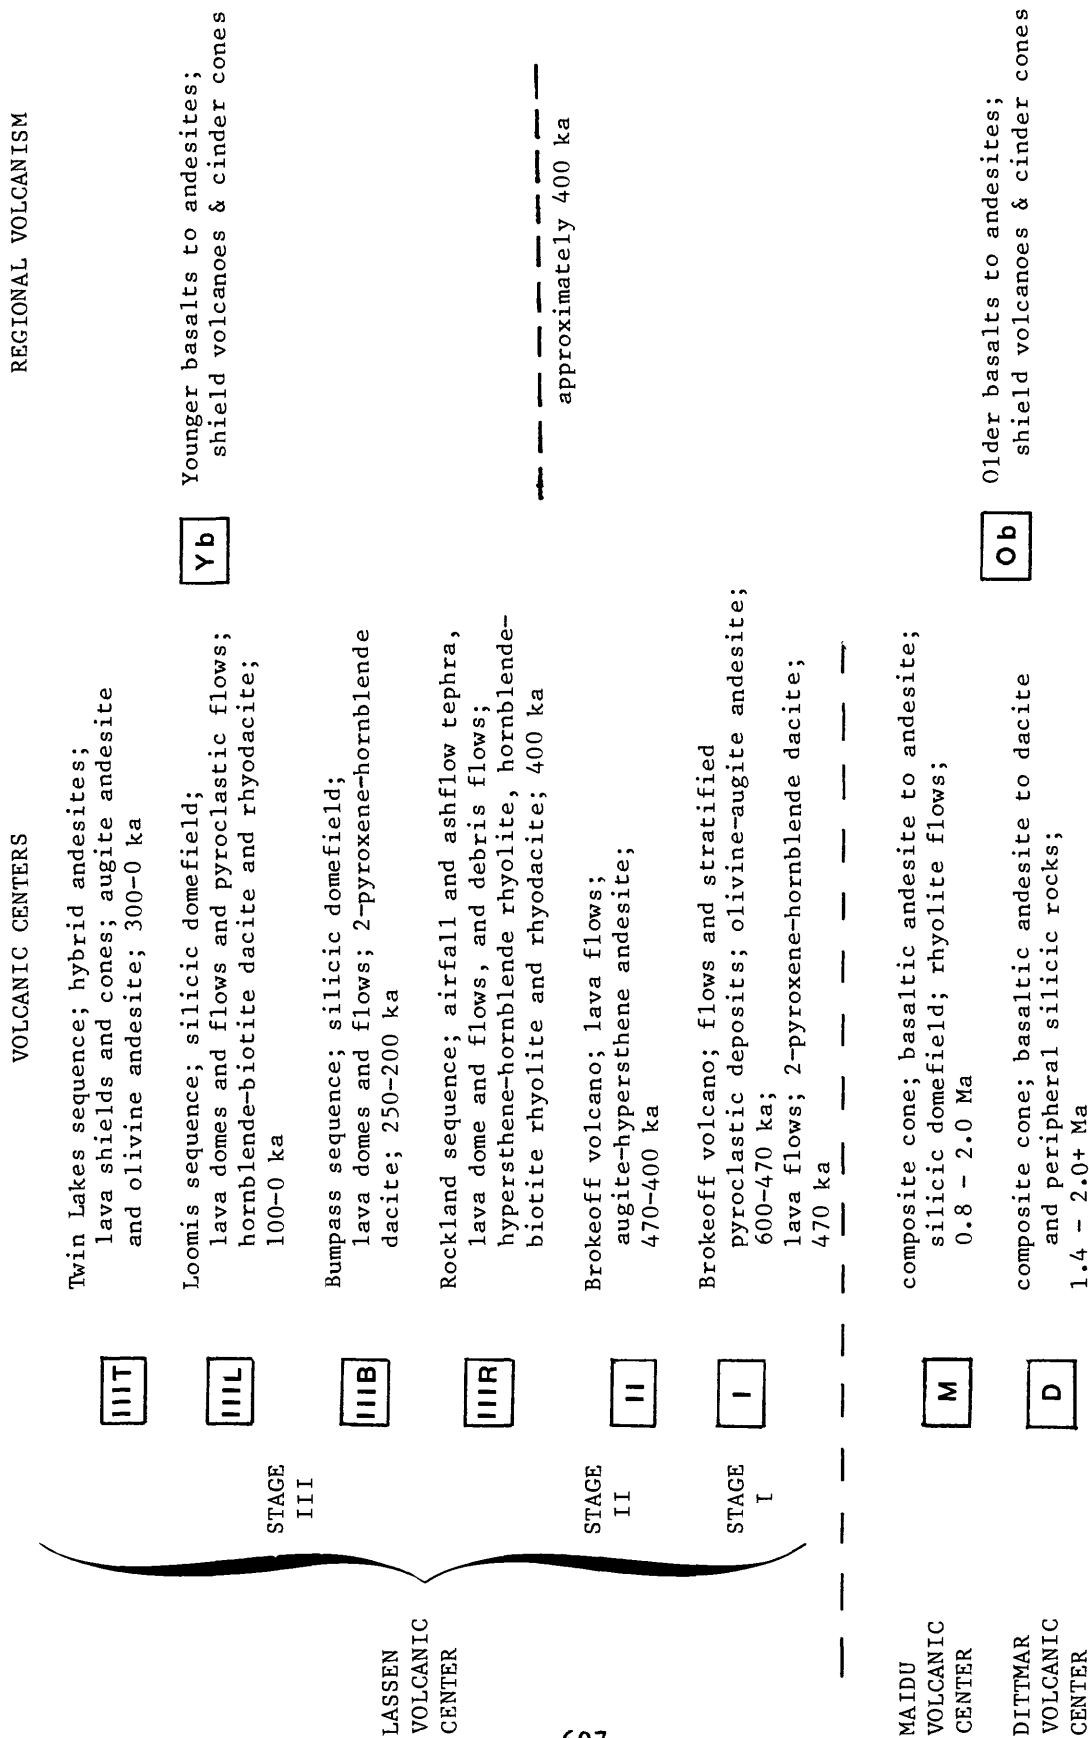 VOLCANIC CENTERS
REGIONAL VOLCANISM
LASSEN
VOLCANIC
CENTER
STAGE
III
IIIT
Twin Lakes sequence; hybrid andesites;
lava shields and cones; augite andesite
and olivine andesite; 300-0 ka
IIIL
Loomis sequence; silicic domefield;
lava domes and flows and pyroclastic flows;
hornblende-biotite dacite and rhyodacite;
100-0 ka
Yb
Younger basalts to andesites;
shield volcanoes & cinder cones
IIIB
Bumpass sequence; silicic domefield;
lava domes and flows; 2-pyroxene-hornblende
dacite; 250-200 ka
IIIR
Rockland sequence; airfall and ashflow tephra,
lava dome and flows, and debris flows;
hypersthene-hornblende rhyolite, hornblende-
biotite rhyolite and rhyodacite; 400 ka
approximately 400 ka
STAGE
II
II
Brokeoff volcano; lava flows;
augite-hypersthene andesite;
470-400 ka
STAGE
I
I
Brokeoff volcano; flows and stratified
pyroclastic deposits; olivine-augite andesite;
600-470 ka;
lava flows; 2-pyroxene-hornblende dacite;
470 ka
MAIDU
VOLCANIC
CENTER
M
composite cone; basaltic andesite to andesite;
silicic domefield; rhyolite flows;
0.8 - 2.0 Ma
DITTMAR
VOLCANIC
CENTER
D
composite cone; basaltic andesite to dacite
and peripheral silicic rocks;
1.4 - 2.0+ Ma
Ob
Older basalts to andesites;
shield volcanoes & cinder cones